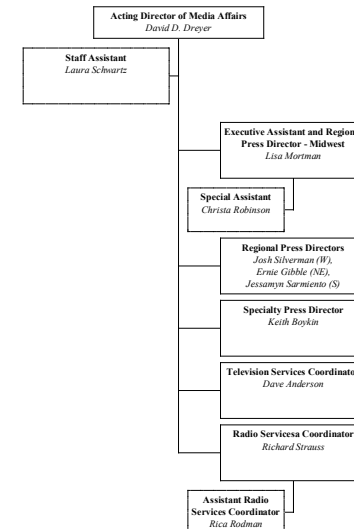 Acting Director of Media Affairs
David D. Dreyer
Staff Assistant
Laura Schwartz
Executive Assistant and Region
Press Director - Midwest
Lisa Mortman
Special Assistant
Christa Robinson
Regional Press Directors
Josh Silverman (W),
Ernie Gibble (NE),
Jessamyn Sarmiento (S)
Specialty Press Director
Keith Boykin
Television Services Coordinato
Dave Anderson
Radio Servicesa Coordinator
Richard Strauss
Assistant Radio
Services Coordinator
Rica Rodman